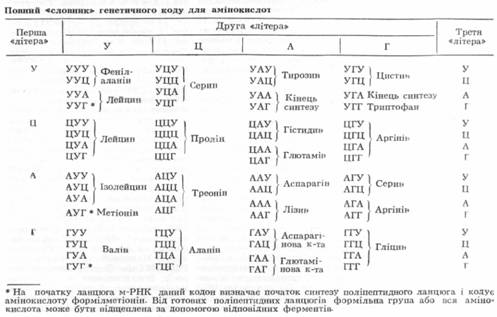 Повний «словник» генетичного коду для амінокислот
Перша «літера» Друга «літера» Третя «літера»
У Ц А Г
У УУУ УУЦ Феніл-аланін УЦУ УЦЦ УЦА УЦГ Серин УАУ УАЦ Тирозин УГУ УГЦ Цистин У Ц
УУА УУГ * Лейцин УАА УАГ Кінець синтезу УГА Кінець синтезу УГГ Триптофан А Г
Ц ЦУУ ЦУЦ ЦУА ЦУГ Лейцин ЦЦУ ЦЦЦ ЦЦА ЦЦГ Пролін ЦАУ ЦАЦ Гістидин ЦГУ ЦГЦ ЦГА ЦГГ Аргінін У Ц
ЦАА ЦАГ Глютамін А Г
А АУУ АУЦ АУА Ізолейцин АЦУ АЦЦ АЦА АЦГ Треонін ААУ ААЦ Аспарагін АГУ АГЦ Серин У Ц
АУГ * Метіонін ААА ААГ Лізин АГА АГГ Аргінін А Г
Г ГУУ ГУЦ ГУА ГУГ * Валін ГЦУ ГЦЦ ГЦА ГЦГ Аланін ГАУ ГАЦ Аспарагінова к-та ГГУ ГГЦ ГГА ГГГ Гліцин У Ц
ГАА ГАГ Глютамінова к-та А Г
* На початку ланцюга м-РНК даний кодон визначає початок синтезу поліпептидного ланцюга і кодує
амінокислоту формілметіонін. Від готових поліпептидних ланцюгів формільна група або вся аміно-
кислота може бути відщеплена за допомогою відповідних ферментів.